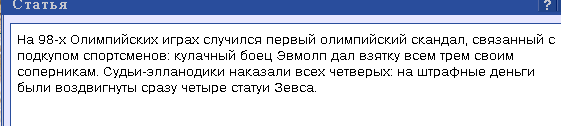 Статья
?
На 98-х Олимпийских играх случился первый олимпийский скандал, связанный с
подкупом спортсменов: кулачный боец Эвмолп дал взятку всем трем своим
соперникам. Судьи-элланодики наказали всех четверых: на штрафные деньги
были воздвигнуты сразу четыре статуи Зевса.